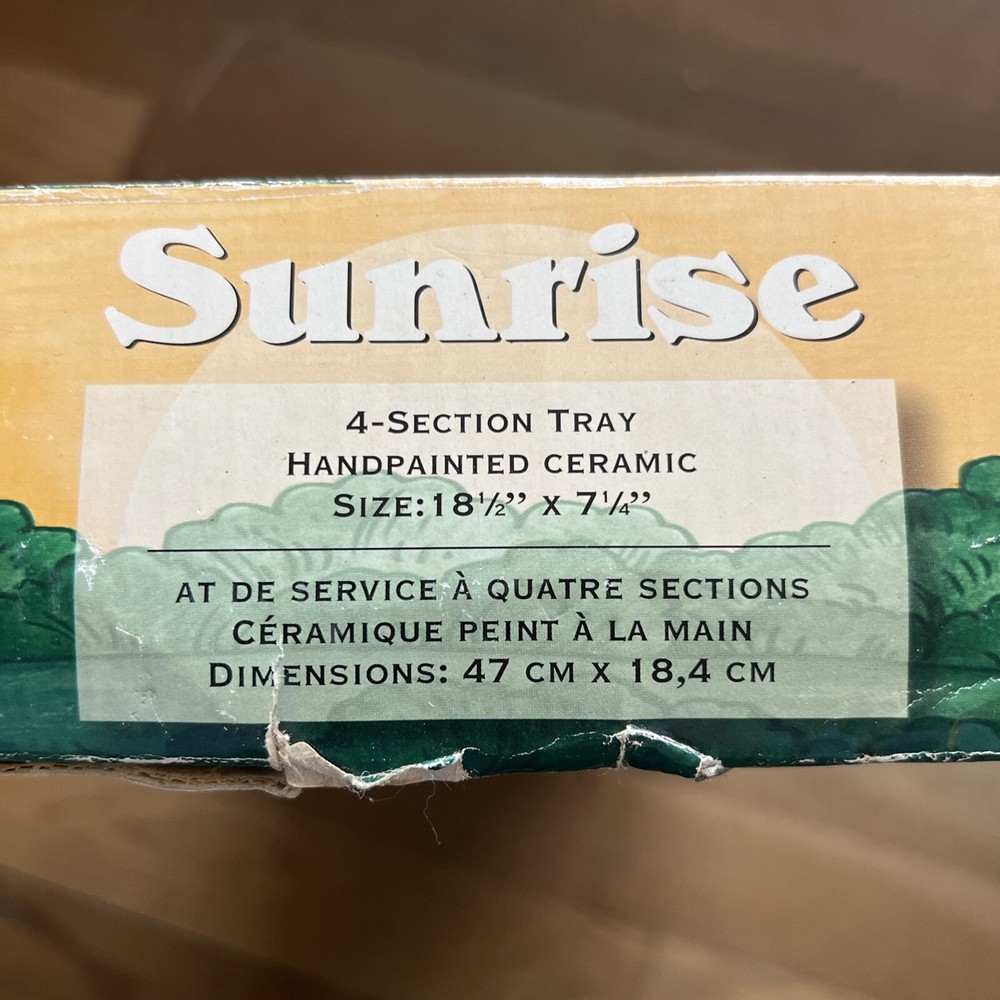 Sunrise
4-Section Tray
Handpainted ceramic
Size:18½” x 7¼”
at de service à quatre sections
Céramique peint à la main
Dimensions: 47 cm x 18,4 cm